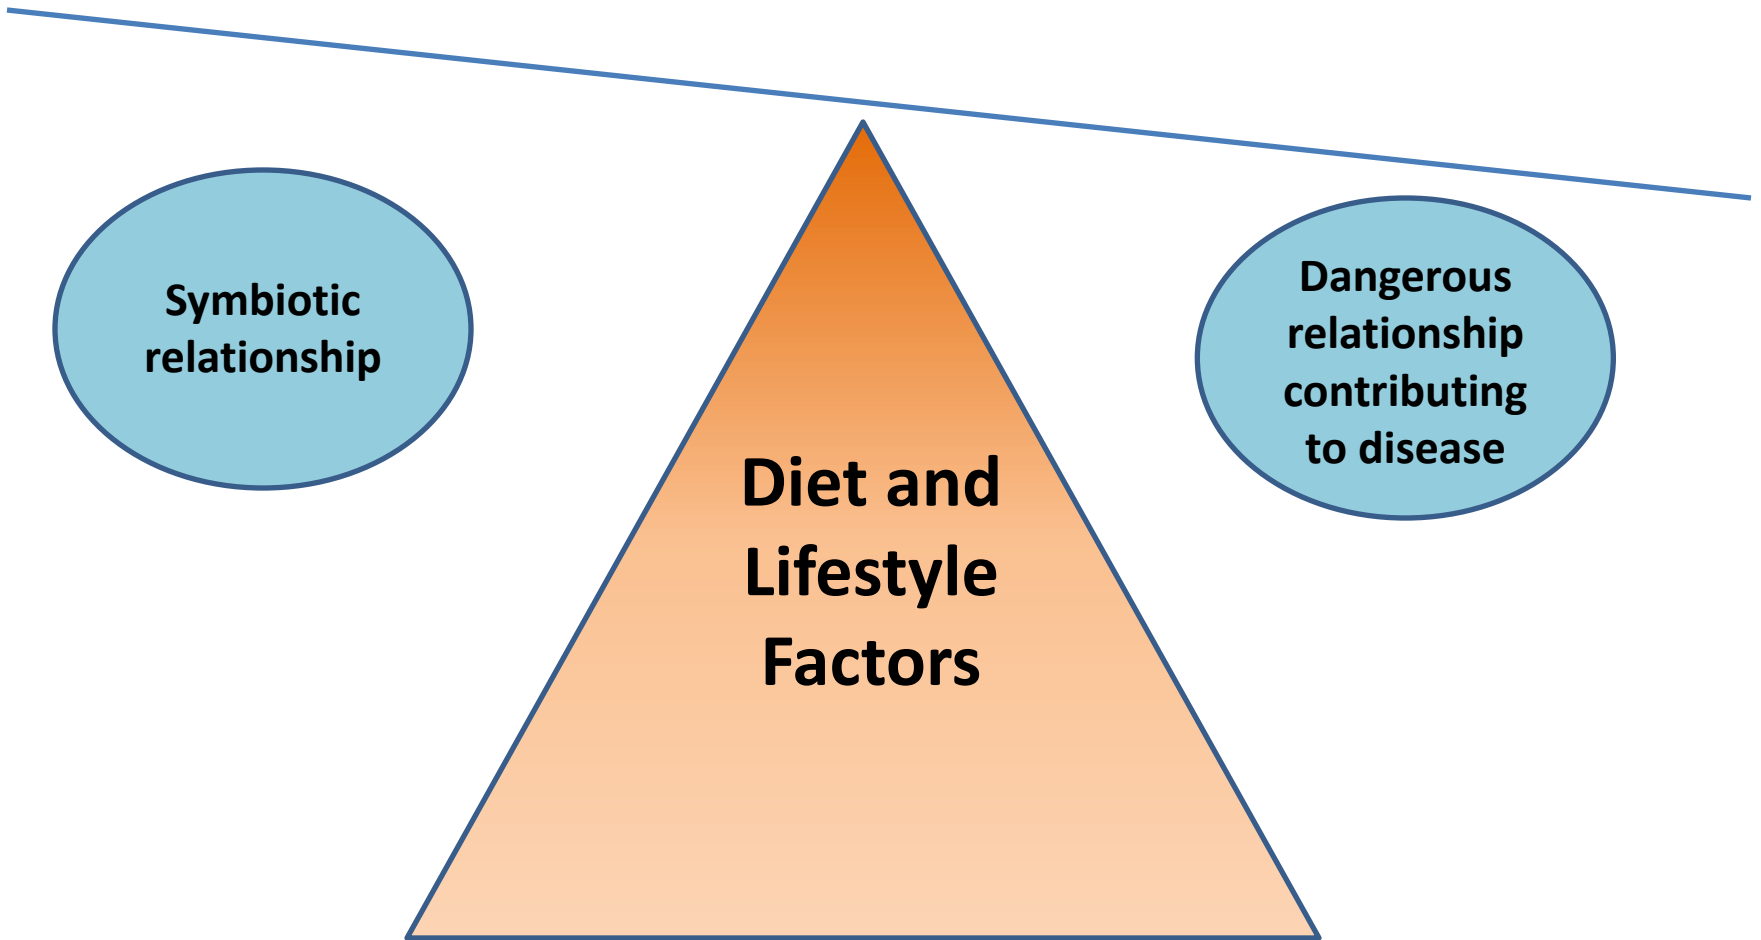 Symbiotic
relationship
Dangerous
relationship
contributing
to disease
Diet and
Lifestyle
Factors